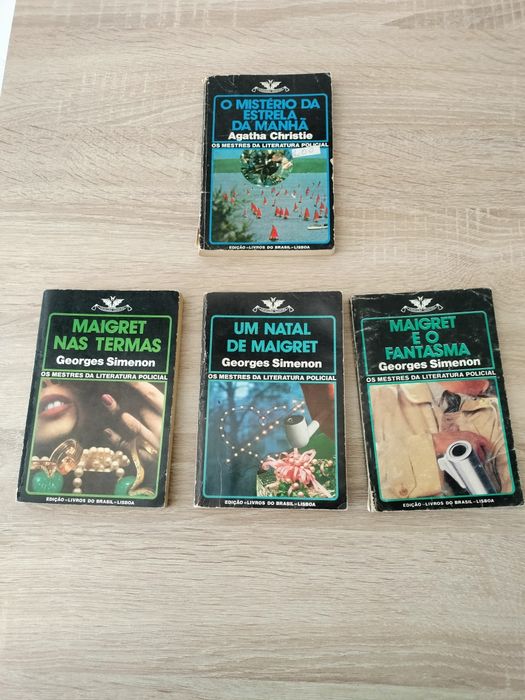 O MISTÉRIO DA
ESTRELA
DA MANHÃ
Agatha Christie
OS MESTRES DA LITERATURA POLICIAL
EDIÇÃO-LIVROS DO BRASIL-LISBOA
MAIGRET
NAS TERMAS
Georges Simenon
OS MESTRES DA LITERATURA POLICIAL
EDIÇÃO-LIVROS DO BRASIL-LISBOA
UM NATAL
DE MAIGRET
Georges Simenon
OS MESTRES DA LITERATURA POLICIAL
EDIÇÃO-LIVROS DO BRASIL-LISBOA
MAIGRET
E O
FANTASMA
Georges Simenon
OS MESTRES DA LITERATURA POLICIAL
EDIÇÃO-LIVROS DO BRASIL-LISBOA